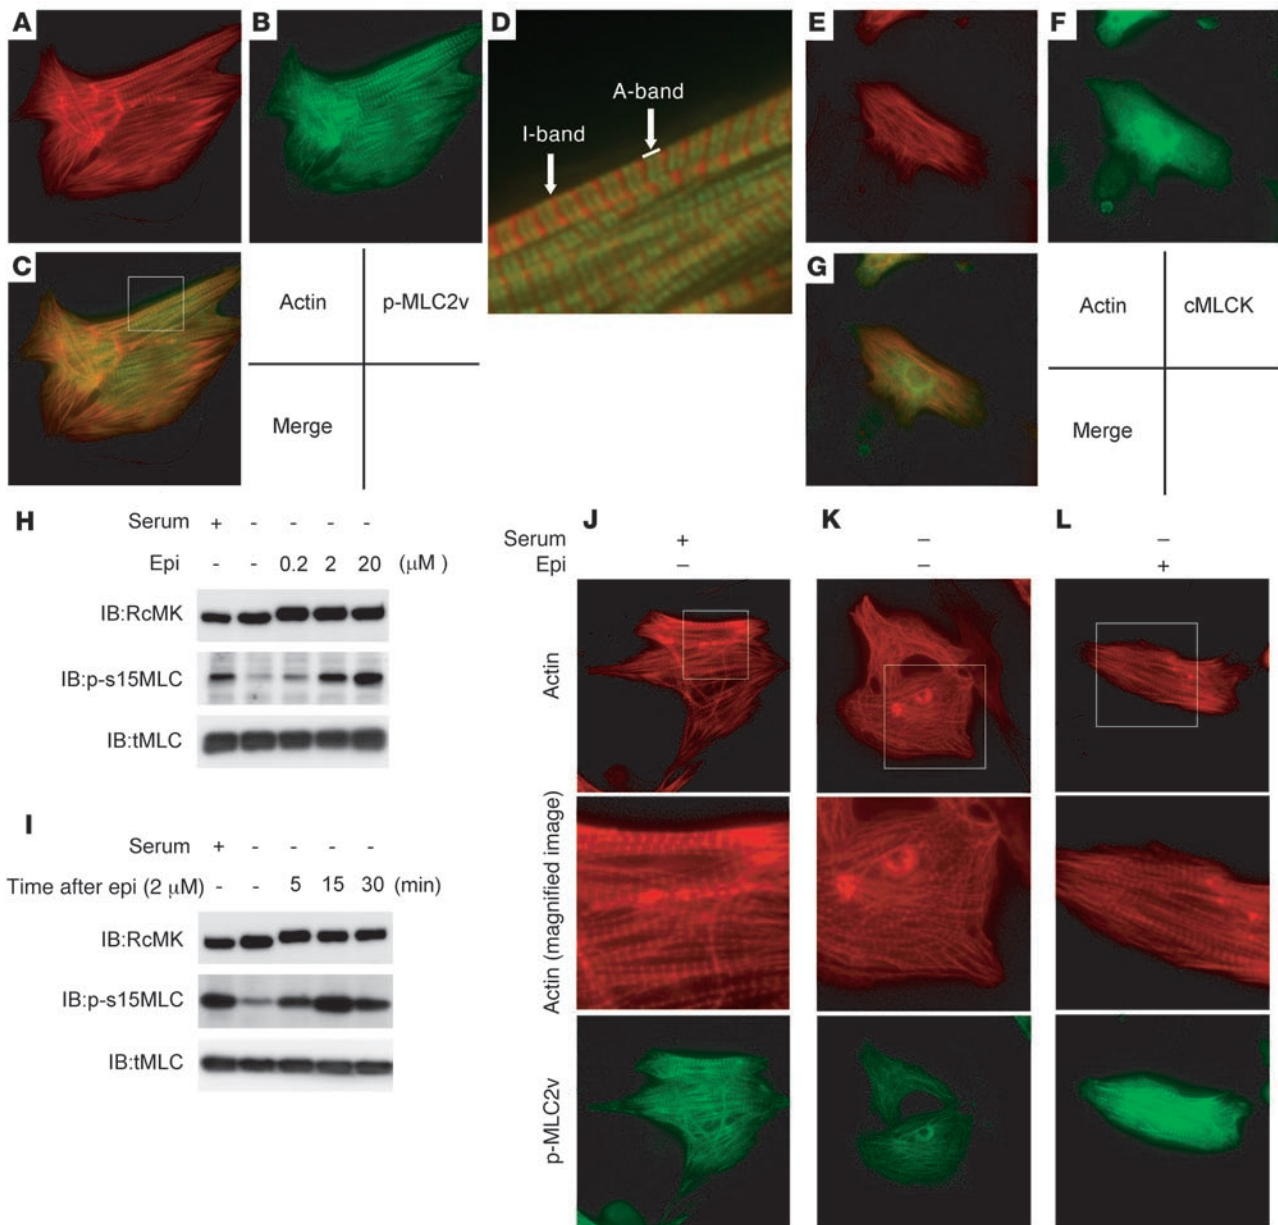 A
B
D
A-band
I-band
E
F
C
Actin
p-MLC2v
Merge
G
Actin
cMLCK
Merge
H
Serum + - - - -
Epi - - 0.2 2 20 (μM )
IB:RcMK
IB:p-s15MLC
IB:tMLC
I
Serum + - - - -
Time after epi (2 μM) - - 5 15 30 (min)
IB:RcMK
IB:p-s15MLC
IB:tMLC
J K L
Serum + – –
Epi – – +
Actin
Actin (magnified image)
p-MLC2v